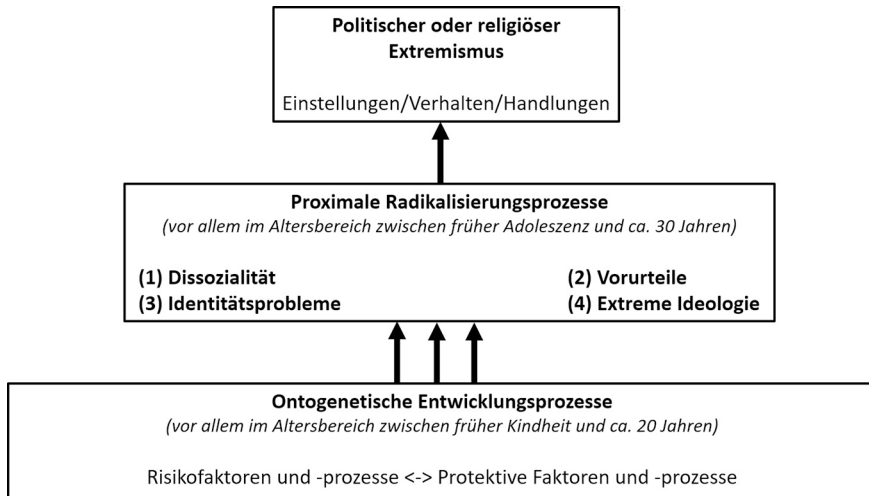 Politischer oder religiöser
Extremismus
Einstellungen/Verhalten/Handlungen
Proximale Radikalisierungsprozesse
(vor allem im Altersbereich zwischen früher Adoleszenz und ca. 30 Jahren)
(1) Dissozialität (2) Vorurteile
(3) Identitätsprobleme (4) Extreme Ideologie
Ontogenetische Entwicklungsprozesse
(vor allem im Altersbereich zwischen früher Kindheit und ca. 20 Jahren)
Risikofaktoren und -prozesse <-> Protektive Faktoren und -prozesse